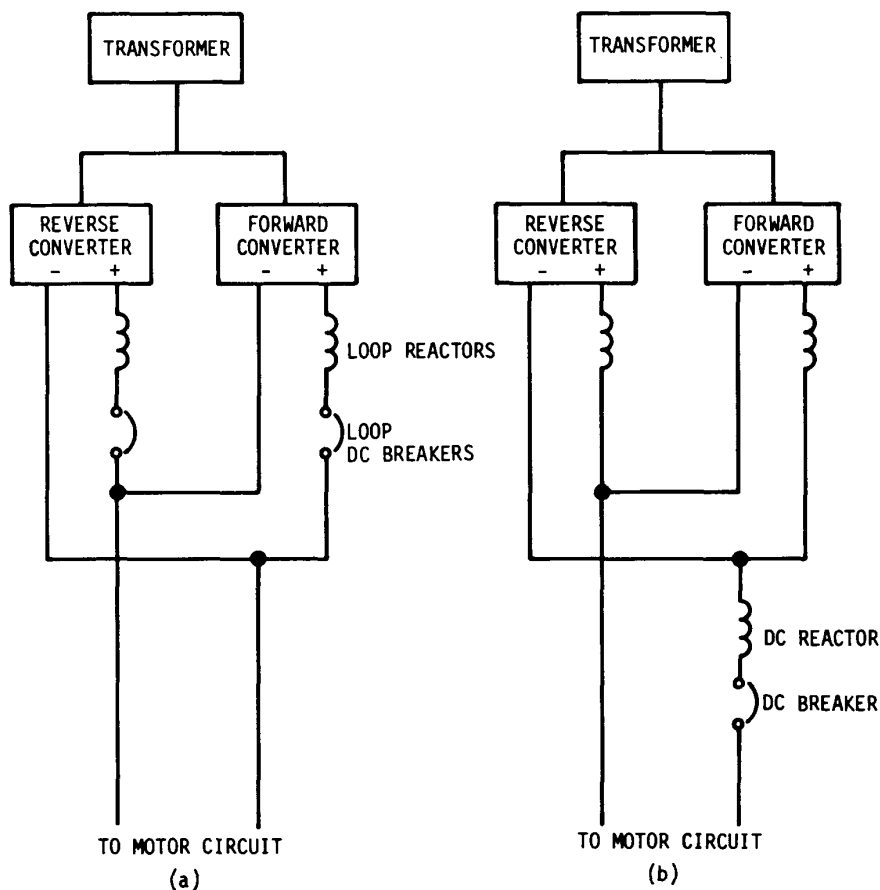 TRANSFORMER
REVERSE
CONVERTER
- +
FORWARD
CONVERTER
- +
LOOP REACTORS
LOOP
DC BREAKERS
TO MOTOR CIRCUIT
(a)
TRANSFORMER
REVERSE
CONVERTER
- +
FORWARD
CONVERTER
- +
DC REACTOR
DC BREAKER
TO MOTOR CIRCUIT
(b)